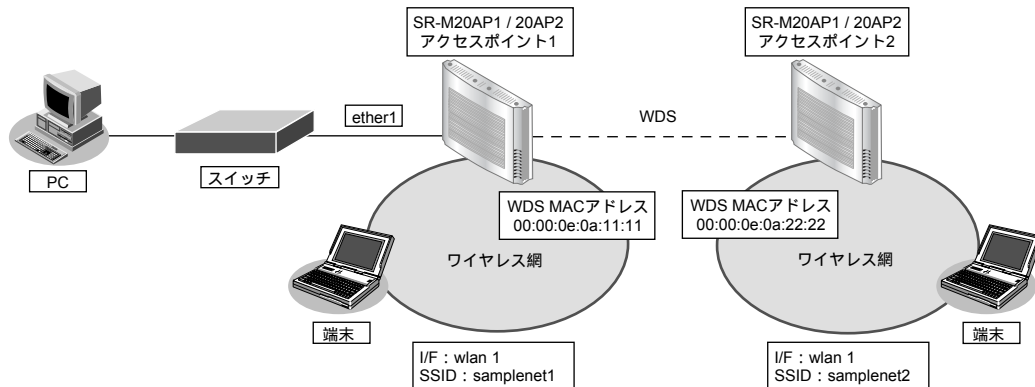 SR-M20AP1 / 20AP2
アクセスポイント1
SR-M20AP1 / 20AP2
アクセスポイント2
ether1
WDS
PC
スイッチ
WDS MACアドレス
00:00:0e:0a:11:11
WDS MACアドレス
00:00:0e:0a:22:22
ワイヤレス網
ワイヤレス網
端末
端末
I/F：wlan 1
SSID：samplenet1
I/F：wlan 1
SSID：samplenet2